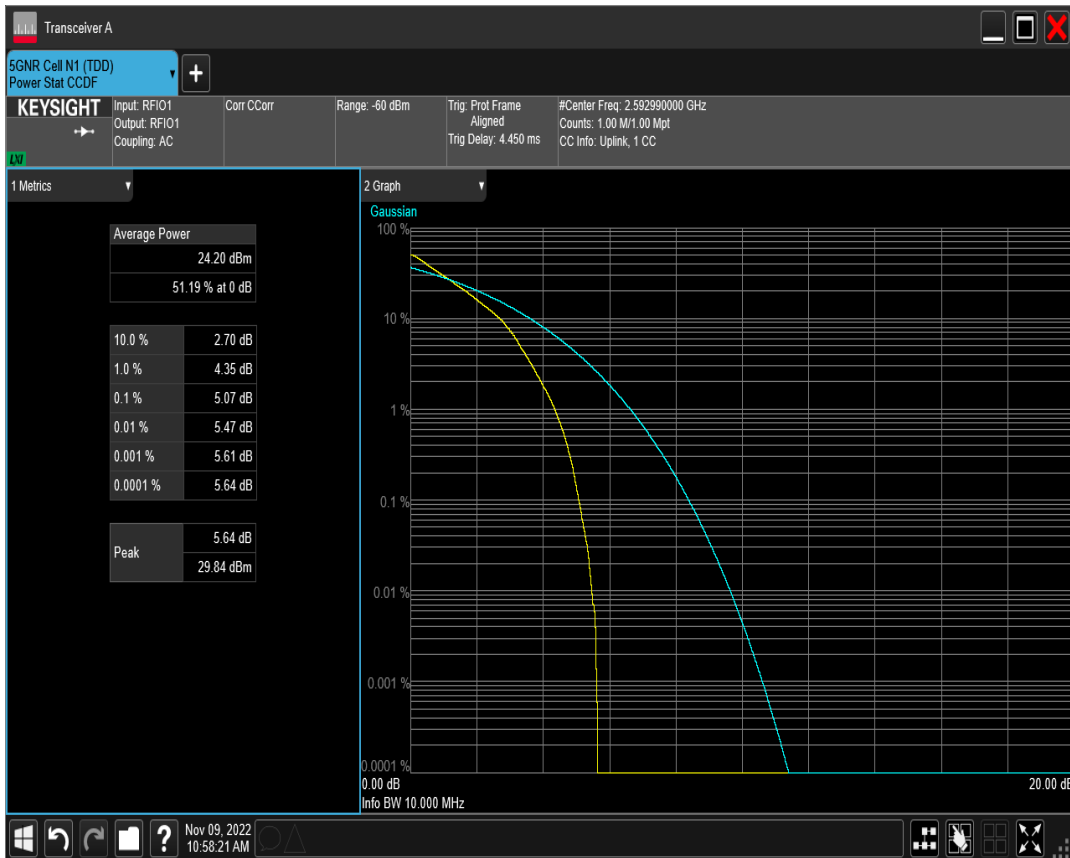 Transceiver A
5GNR Cell N1 (TDD)
Power Stat CCDF
+
KEYSIGHT
LXI
Input: RFIO1
Output: RFIO1
Coupling: AC
Corr CCorr
Range: -60 dBm
Trig: Prot Frame
Aligned
Trig Delay: 4.450 ms
#Center Freq: 2.592990000 GHz
Counts: 1.00 M/1.00 Mpt
CC Info: Uplink, 1 CC
1 Metrics
Average Power
24.20 dBm
51.19 % at 0 dB
10.0 % 2.70 dB
1.0 % 4.35 dB
0.1 % 5.07 dB
0.01 % 5.47 dB
0.001 % 5.61 dB
0.0001 % 5.64 dB
Peak
5.64 dB
29.84 dBm
2 Graph
Gaussian
100 %
10 %
1 %
0.1 %
0.01 %
0.001 %
0.0001 %
0.00 dB 20.00 dB
Info BW 10.000 MHz
?
Nov 09, 2022
10:58:21 AM